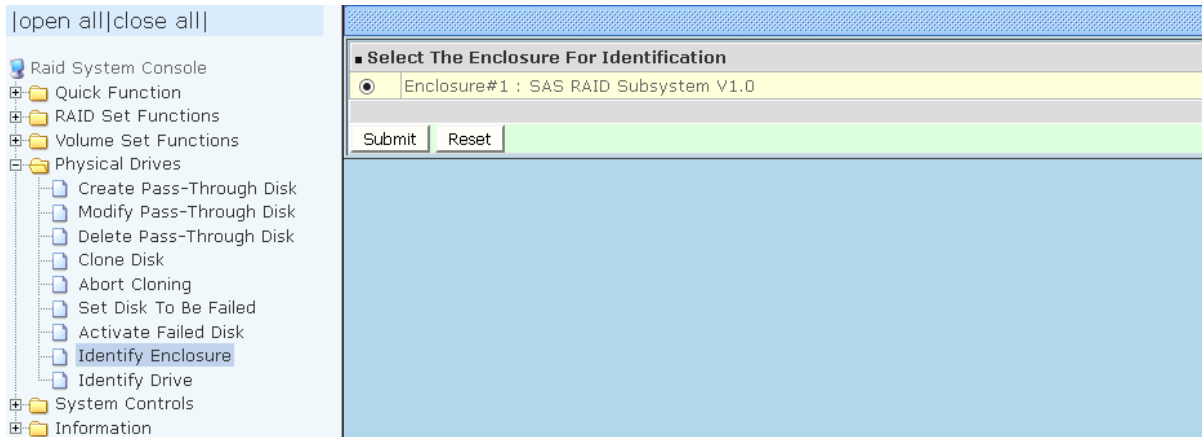 |open all|close all|
Raid System Console
Quick Function
RAID Set Functions
Volume Set Functions
Physical Drives
Create Pass-Through Disk
Modify Pass-Through Disk
Delete Pass-Through Disk
Clone Disk
Abort Cloning
Set Disk To Be Failed
Activate Failed Disk
Identify Enclosure
Identify Drive
System Controls
Information
Select The Enclosure For Identification
Enclosure#1 : SAS RAID Subsystem V1.0
Submit Reset